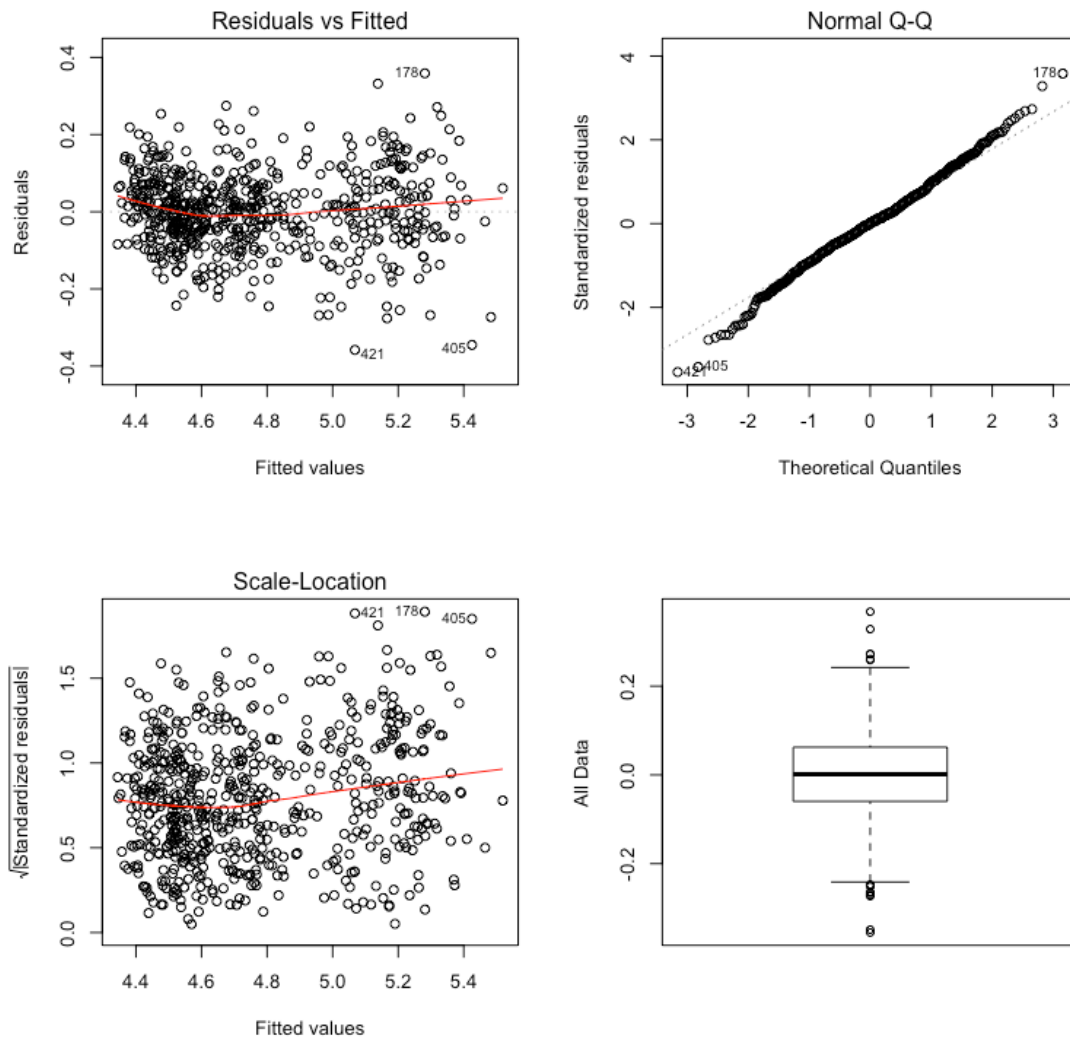 Residuals vs Fitted
0.4
0.2
0.0
-0.2
-0.4
Residuals
178
421
405
4.4 4.6 4.8 5.0 5.2 5.4
Fitted values
Normal Q-Q
4
2
0
-2
Standardized residuals
178
421
405
-3 -2 -1 0 1 2 3
Theoretical Quantiles
Scale-Location
1.5
1.0
0.5
0.0
√|Standardized residuals|
421
178
405
4.4 4.6 4.8 5.0 5.2 5.4
Fitted values
0.2
0.0
-0.2
All Data